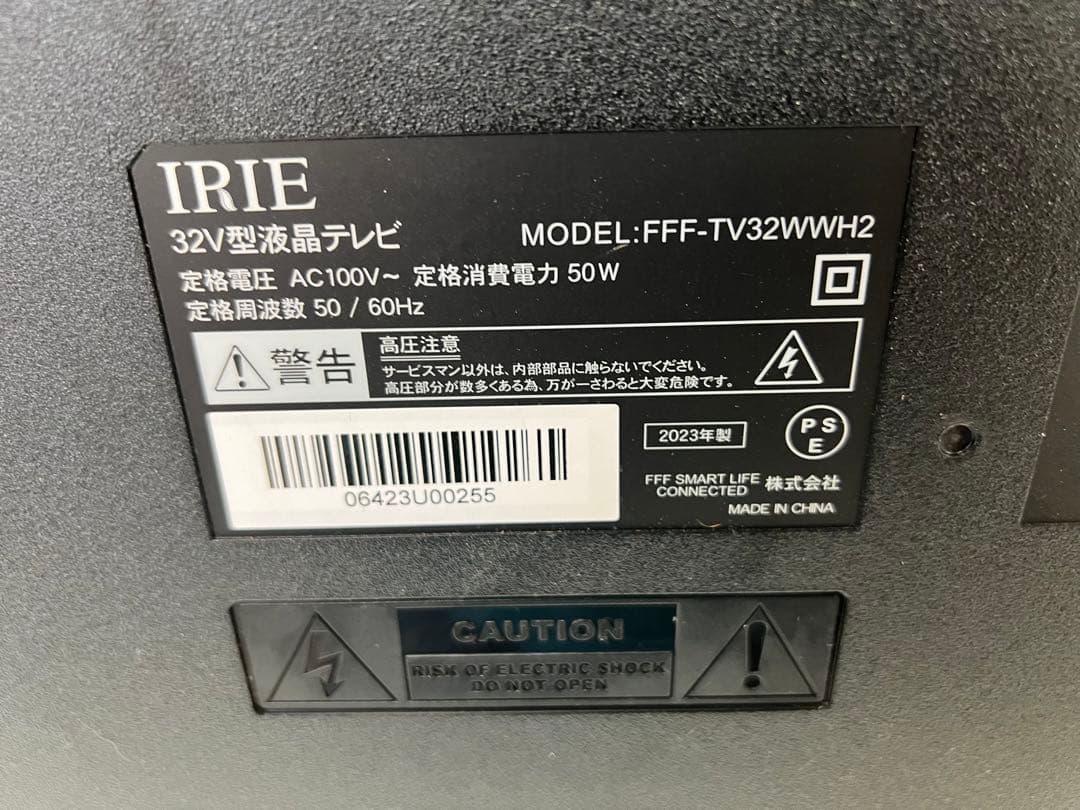 IRIE
32V型液晶テレビ
MODEL:FFF-TV32WWH2
定格電圧 AC100V～ 定格消費電力 50W
定格周波数 50 / 60Hz
警告
高圧注意
サービスマン以外は、内部部品に触らないでください。
高圧部分が数多くある為、万が一さわると大変危険です。
06423U00255
2023年製
PS
E
FFF SMART LIFE
CONNECTED 株式会社
MADE IN CHINA
CAUTION
RISK OF ELECTRIC SHOCK
DO NOT OPEN